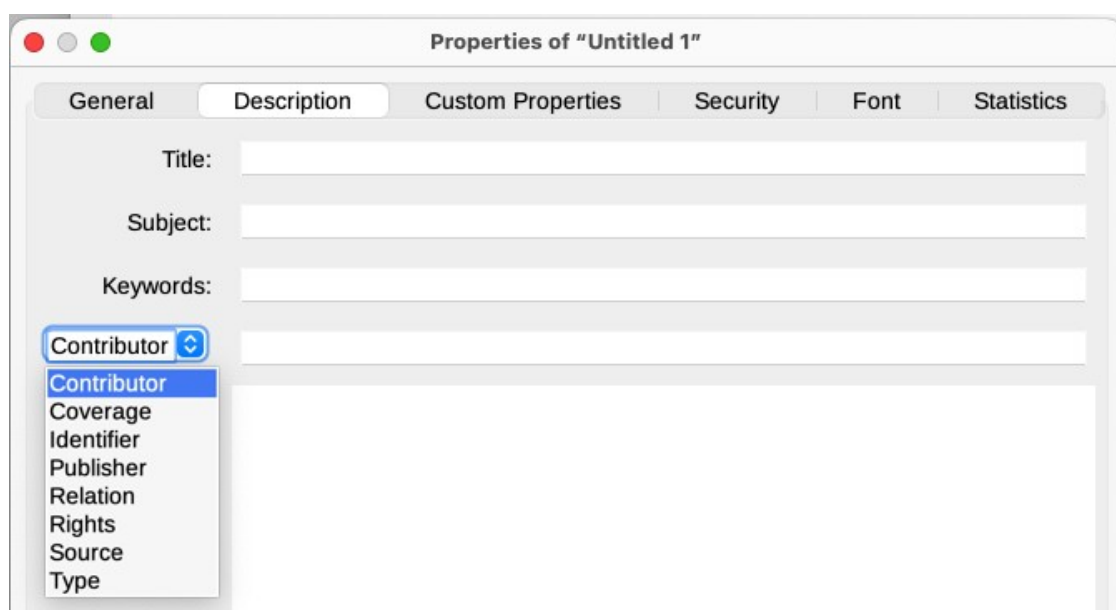 Properties of “Untitled 1”
General Description Custom Properties Security Font Statistics
Title:
Subject:
Keywords:
Contributor
Contributor
Coverage
Identifier
Publisher
Relation
Rights
Source
Type